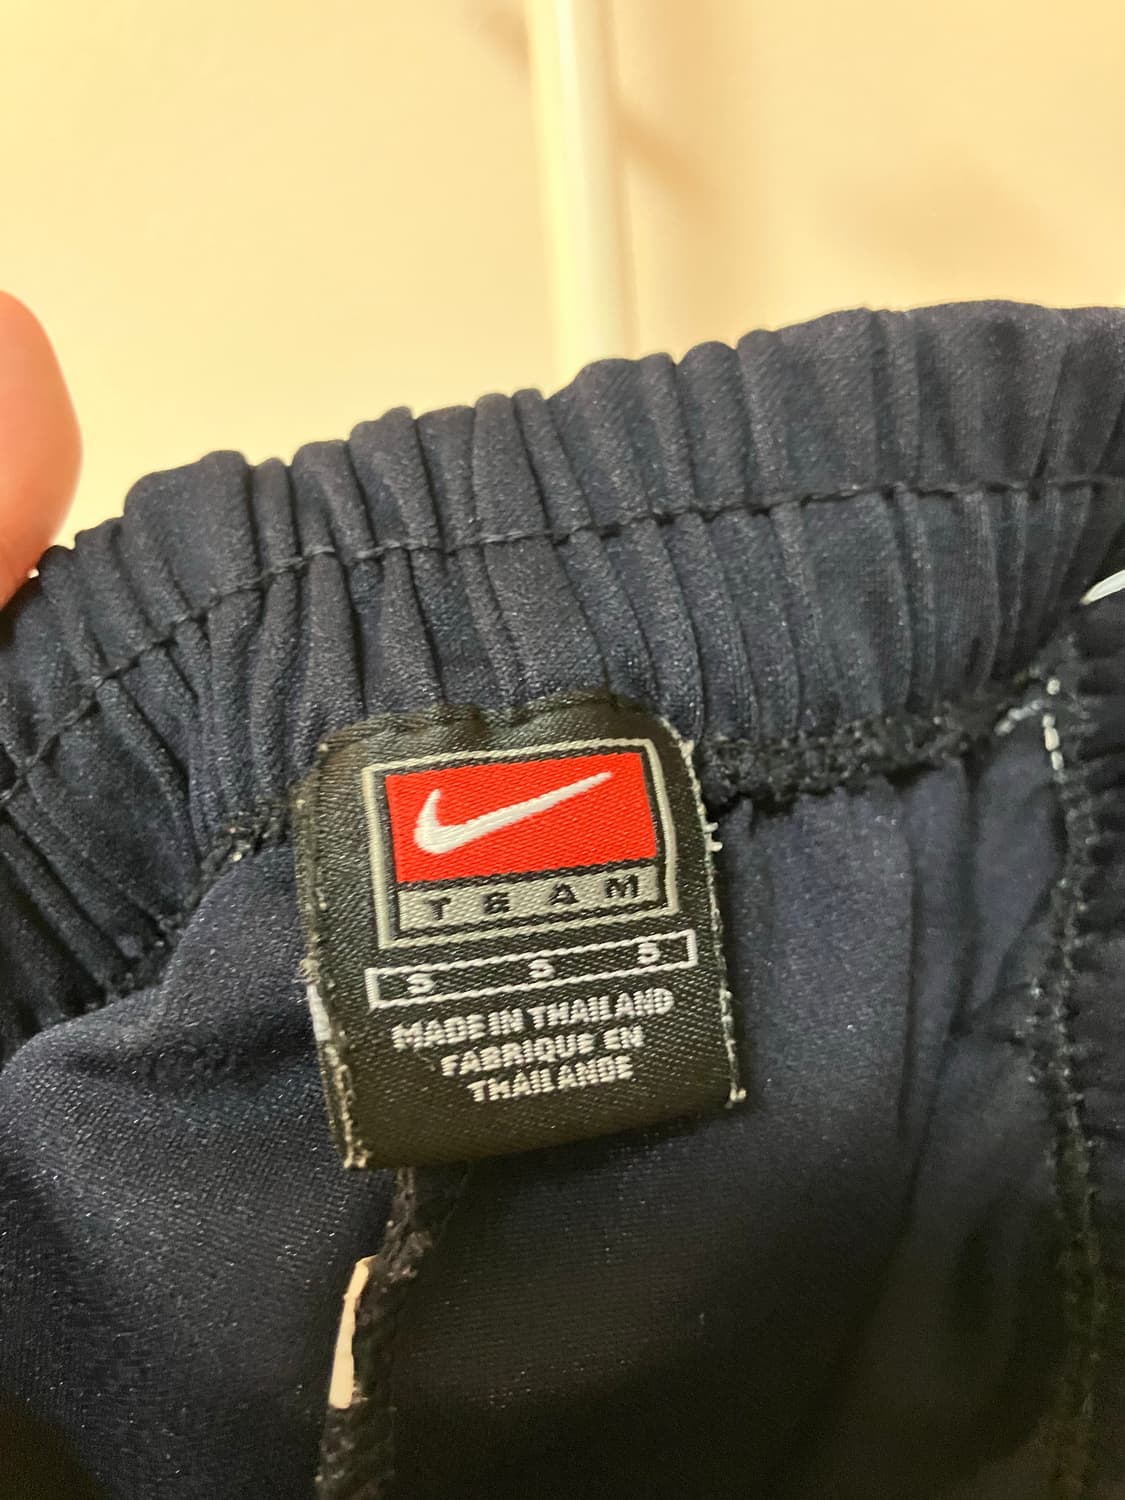 TEAM
S S S
MADE IN THAILAND
FABRIQUE EN
THAILANDE